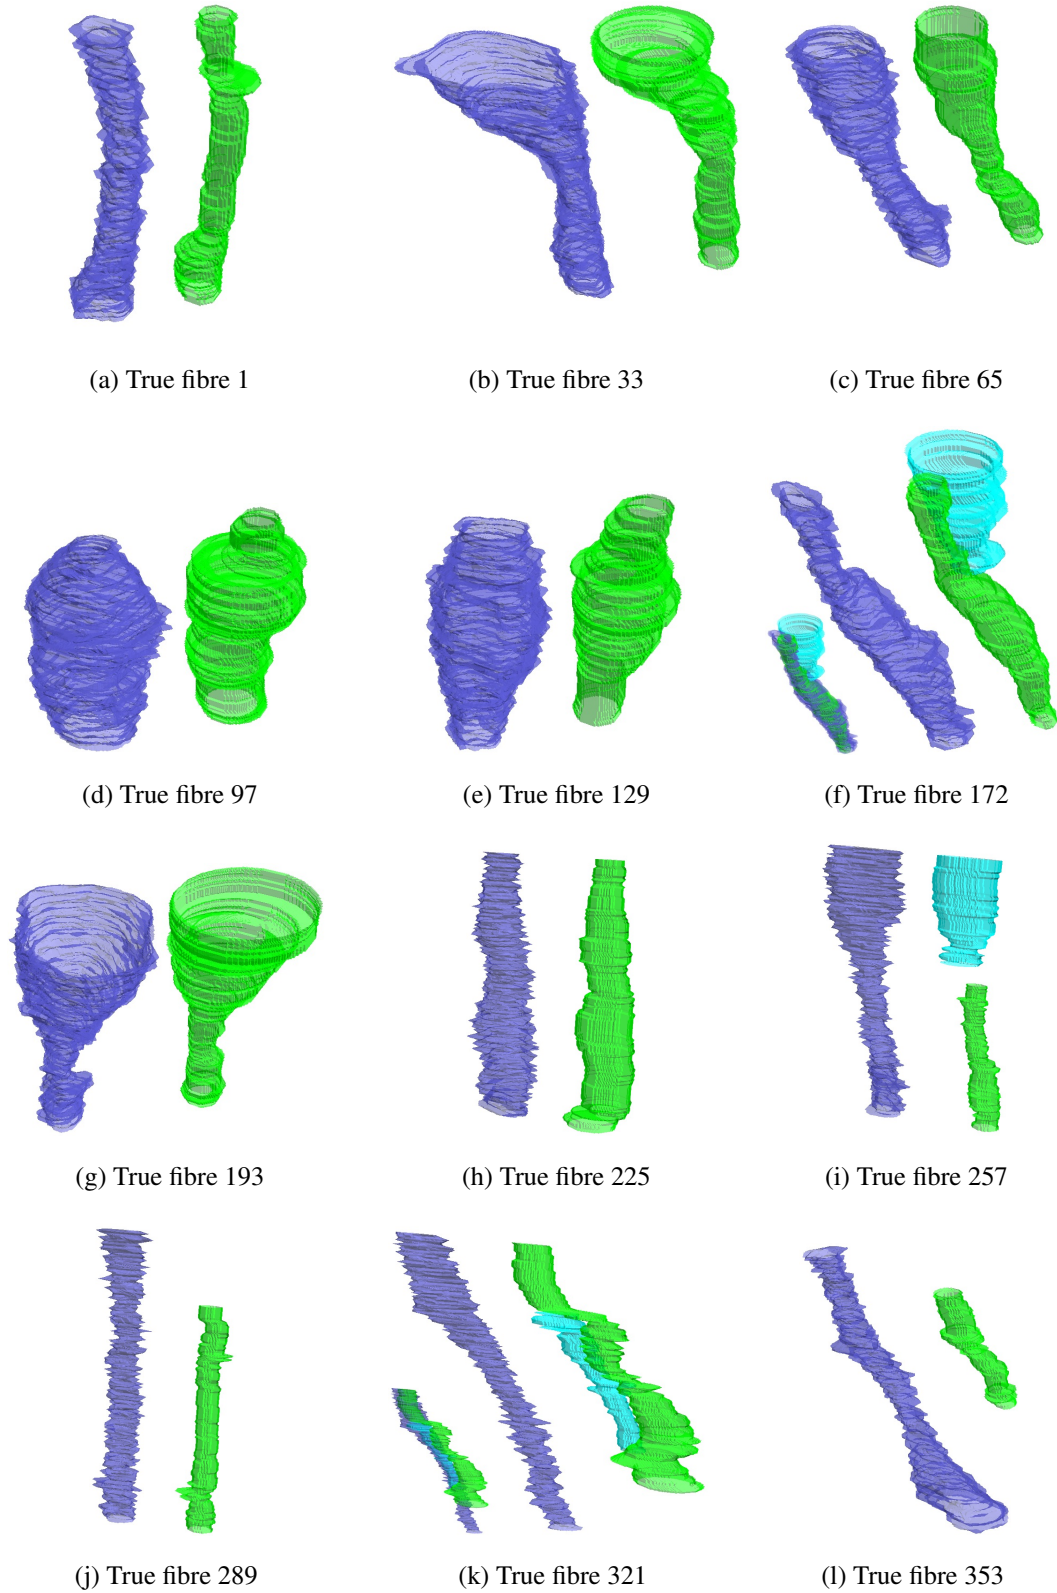 (a) True fibre 1
(b) True fibre 33
(c) True fibre 65
(d) True fibre 97
(e) True fibre 129
(f) True fibre 172
(g) True fibre 193
(h) True fibre 225
(i) True fibre 257
(j) True fibre 289
(k) True fibre 321
(l) True fibre 353